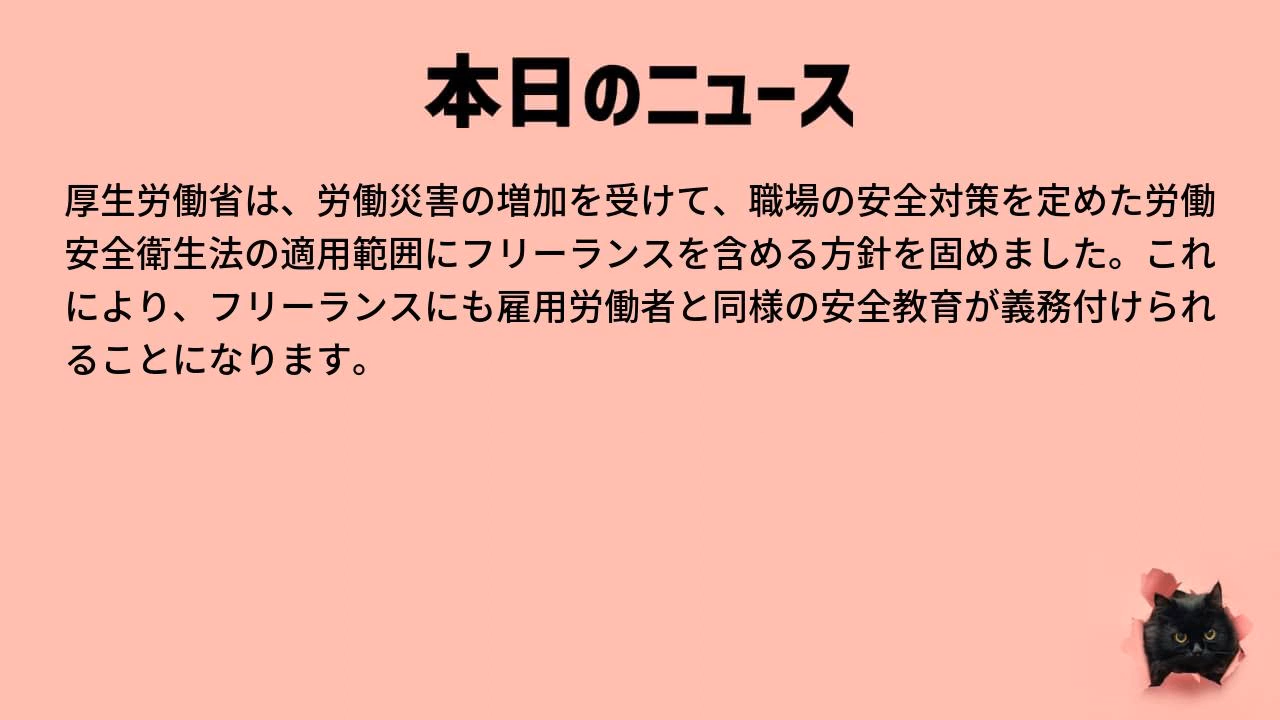 本日のニュース
厚生労働省は、労働災害の増加を受けて、職場の安全対策を定めた労働
安全衛生法の適用範囲にフリーランスを含める方針を固めました。これ
により、フリーランスにも雇用労働者と同様の安全教育が義務付けられ
ることになります。